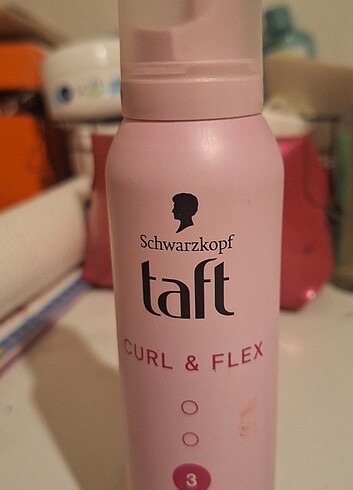 Schwarzkopf
taft
CURL & FLEX
3